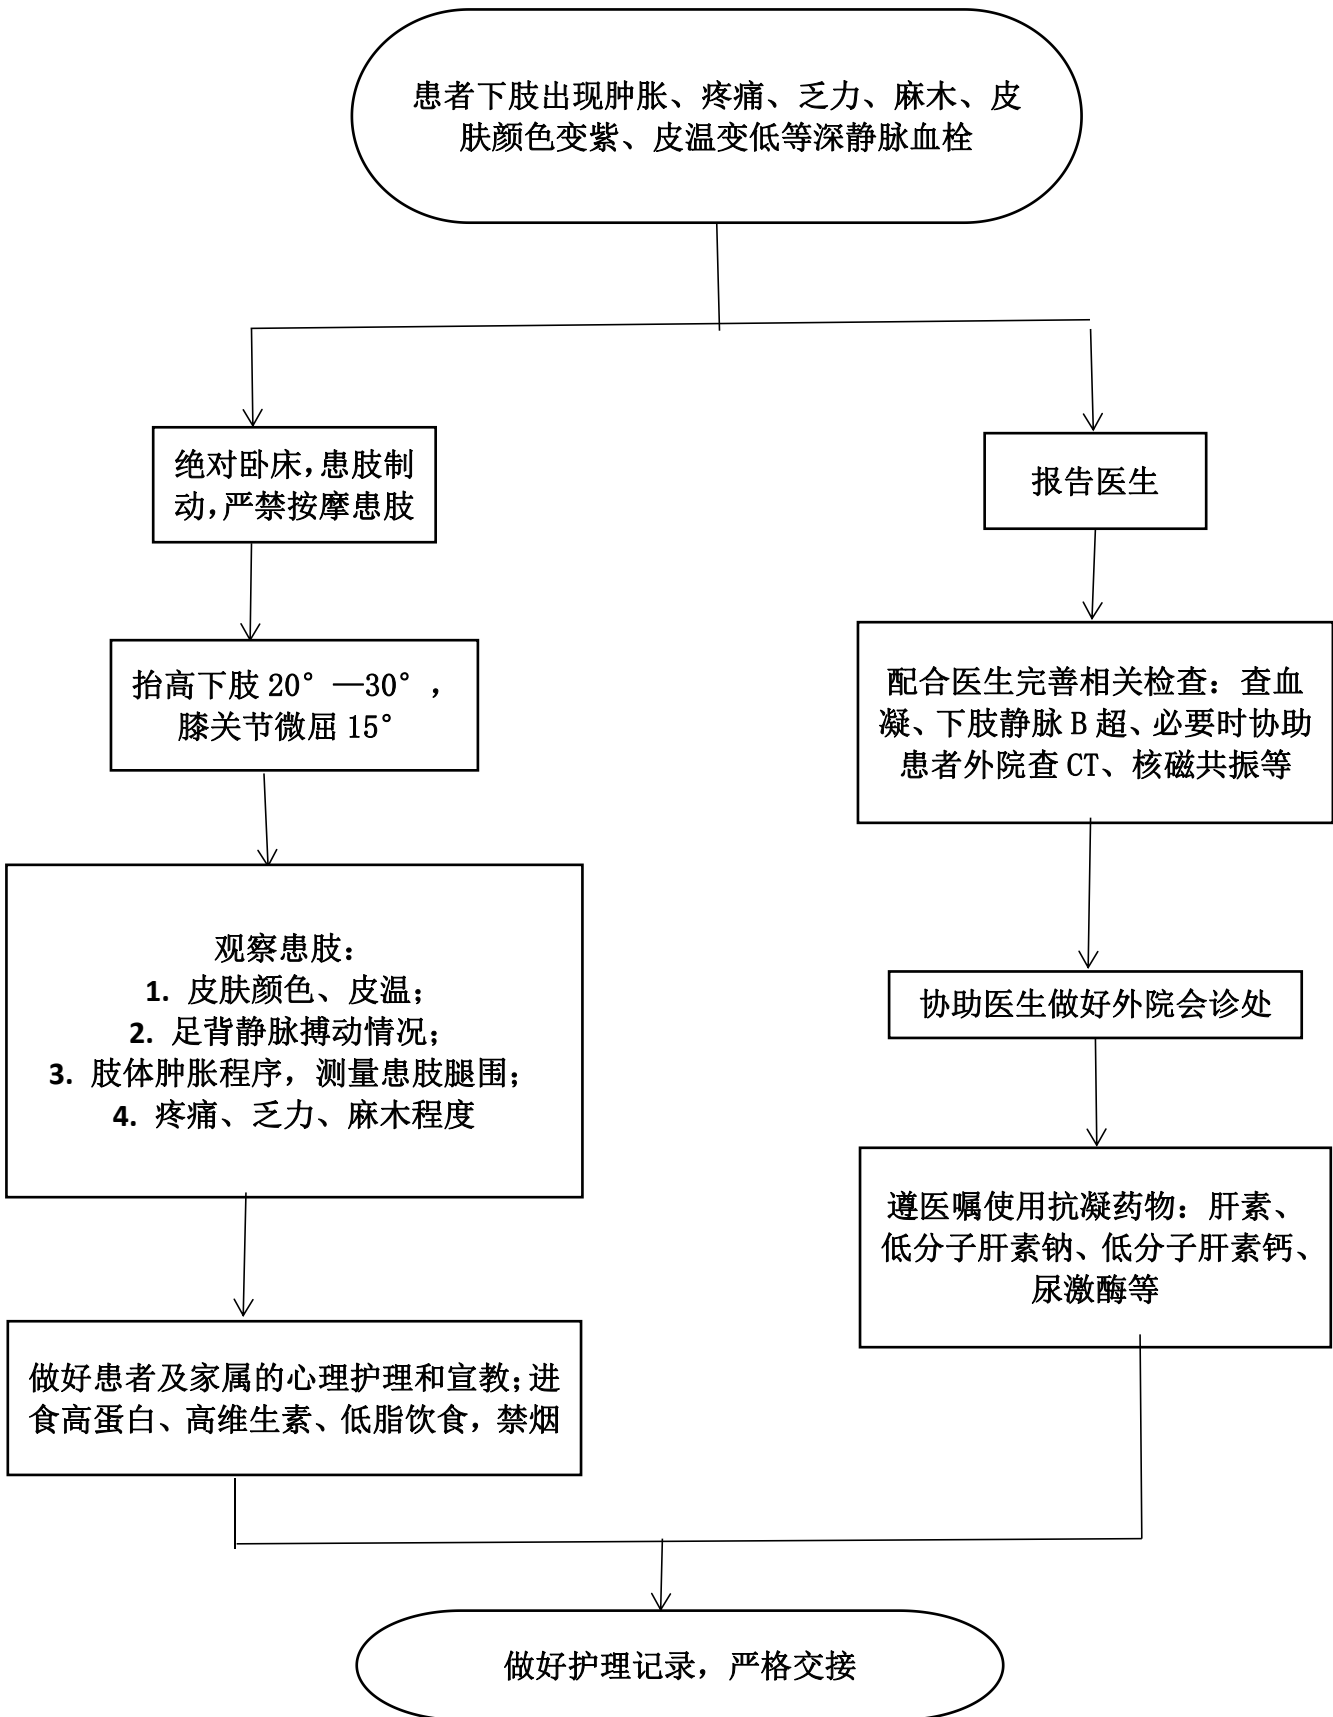 患者下肢出现肿胀、疼痛、乏力、麻木、皮
肤颜色变紫、皮温变低等深静脉血栓
绝对卧床，患肢制
动，严禁按摩患肢
抬高下肢 20°—30°，
膝关节微屈 15°
观察患肢：
1. 皮肤颜色、皮温；
2. 足背静脉搏动情况；
3. 肢体肿胀程序，测量患肢腿围；
4. 疼痛、乏力、麻木程度
做好患者及家属的心理护理和宣教；进
食高蛋白、高维生素、低脂饮食，禁烟
报告医生
配合医生完善相关检查：查血
凝、下肢静脉 B 超、必要时协助
患者外院查 CT、核磁共振等
协助医生做好外院会诊处
遵医嘱使用抗凝药物：肝素、
低分子肝素钠、低分子肝素钙、
尿激酶等
做好护理记录，严格交接